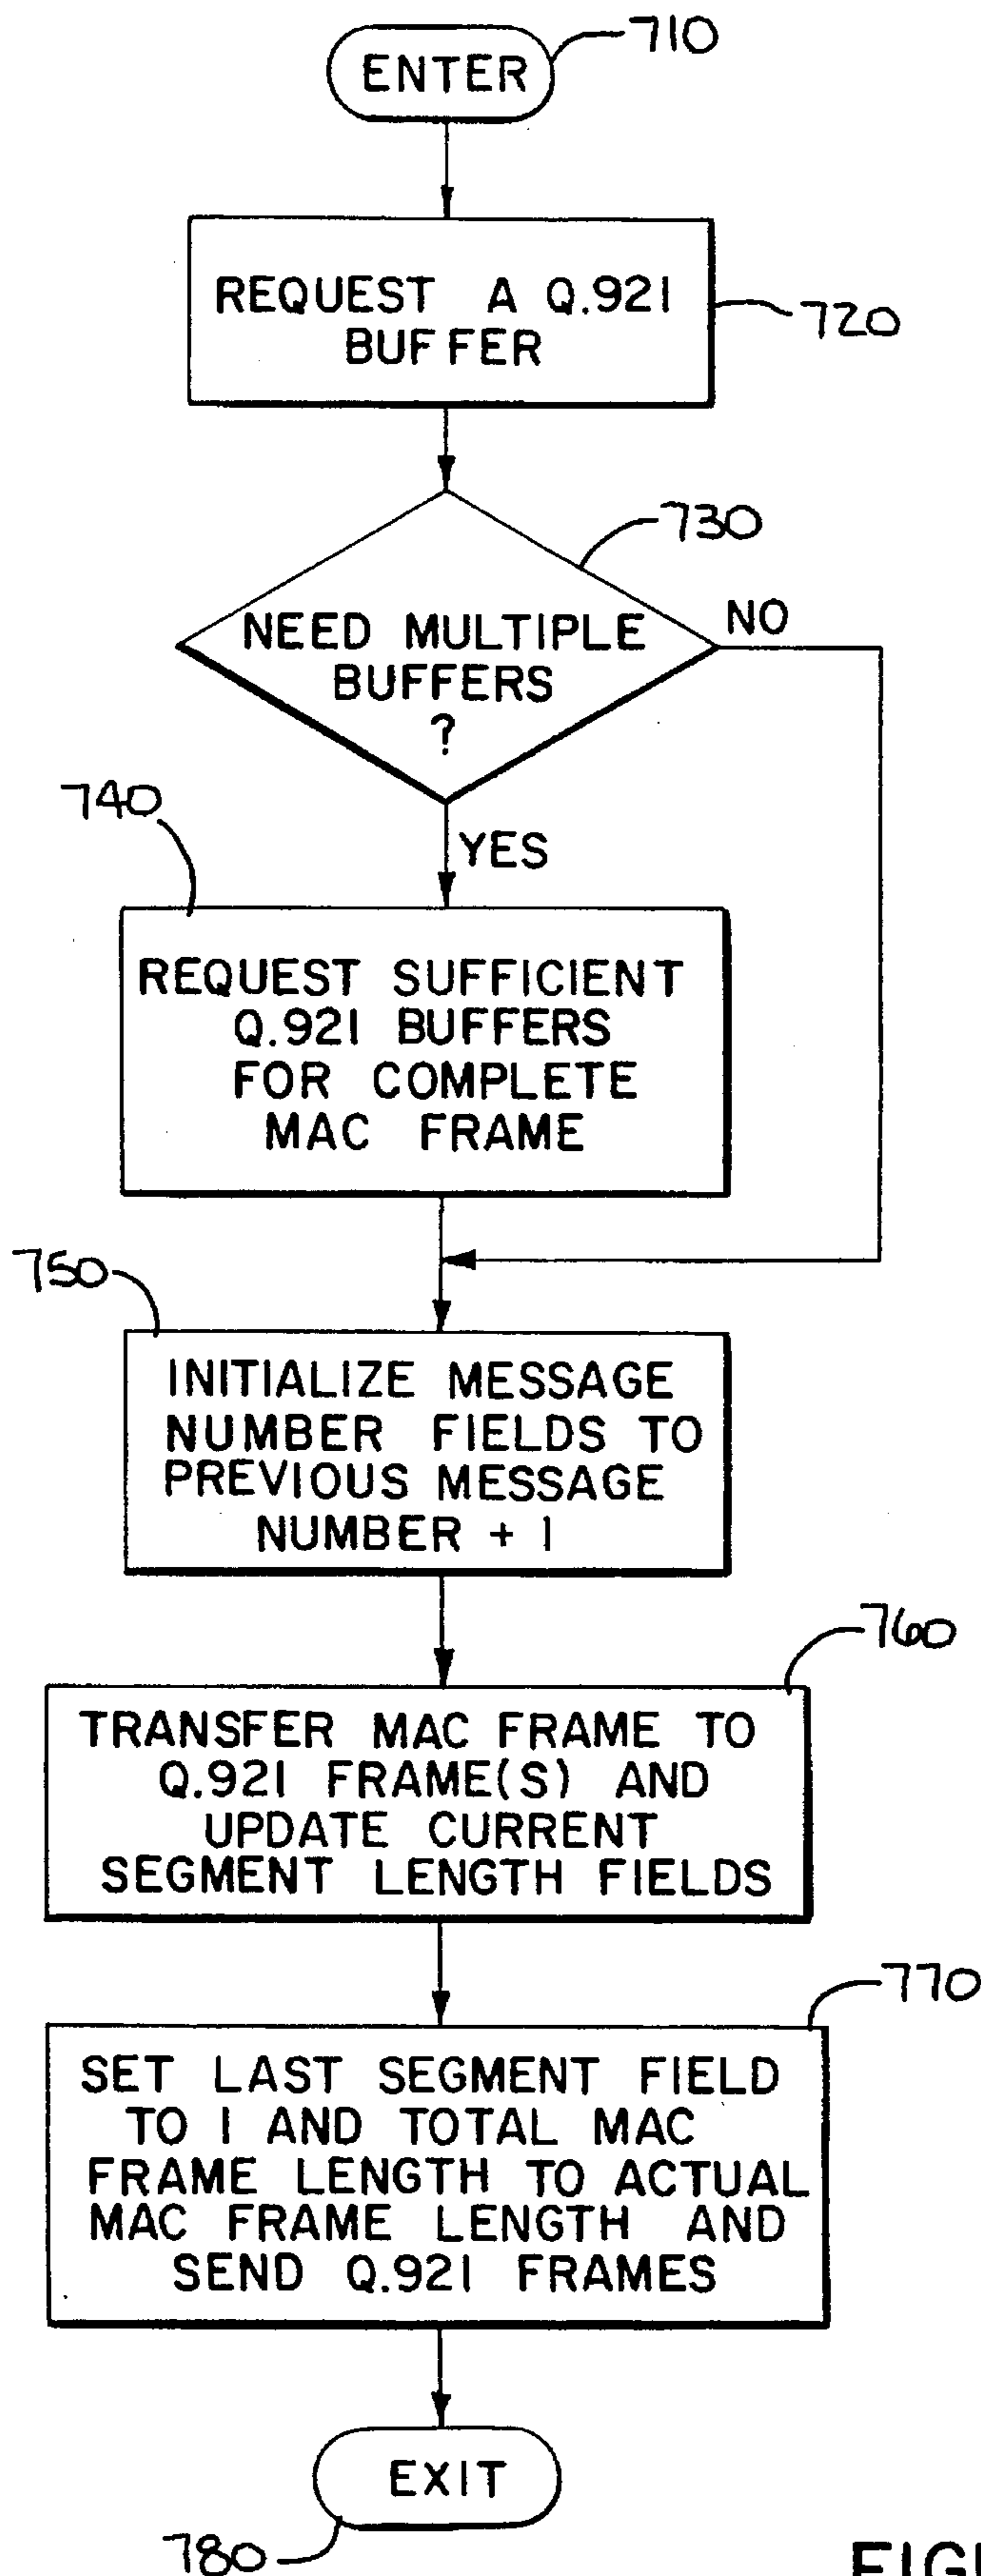 ENTER
710
REQUEST A Q.921
BUFFER
720
730
NEED MULTIPLE
BUFFERS
?
NO
YES
740
REQUEST SUFFICIENT
Q.921 BUFFERS
FOR COMPLETE
MAC FRAME
750
INITIALIZE MESSAGE
NUMBER FIELDS TO
PREVIOUS MESSAGE
NUMBER + 1
760
TRANSFER MAC FRAME TO
Q.921 FRAME(S) AND
UPDATE CURRENT
SEGMENT LENGTH FIELDS
770
SET LAST SEGMENT FIELD
TO 1 AND TOTAL MAC
FRAME LENGTH TO ACTUAL
MAC FRAME LENGTH AND
SEND Q.921 FRAMES
EXIT
780